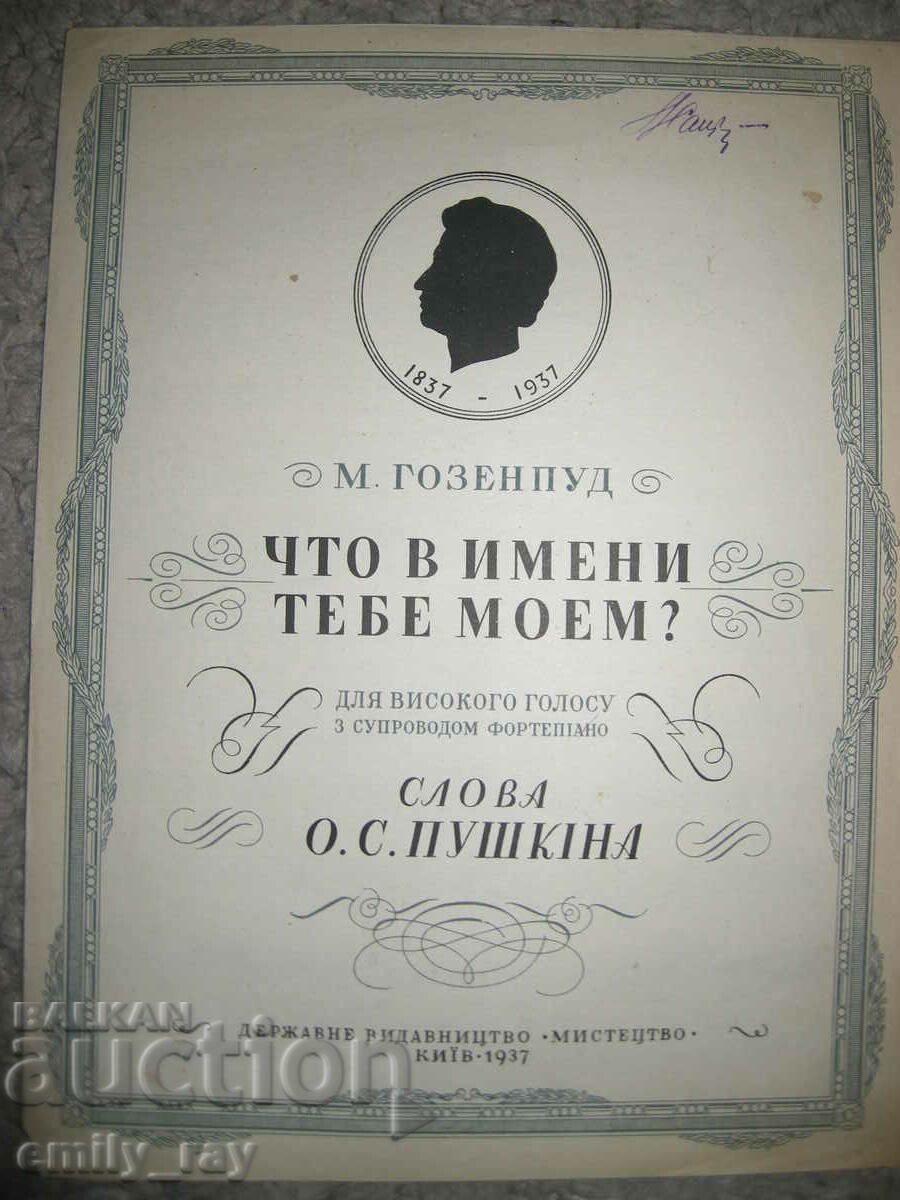 1837 - 1937
М. ГОЗЕНПУД
ЧТО В ИМЕНИ
ТЕБЕ МОЕМ?
ДЛЯ ВИСОКОГО ГОЛОСУ
З СУПРОВОДОМ ФОРТЕПІАНО
СЛОВА
О. С. ПУШКІНА
ДЕРЖАВНЕ ВИДАВНИЦТВО •МИСТЕЦТВО•
КИЇВ·1937
БАLКАN
auction
emily_ray